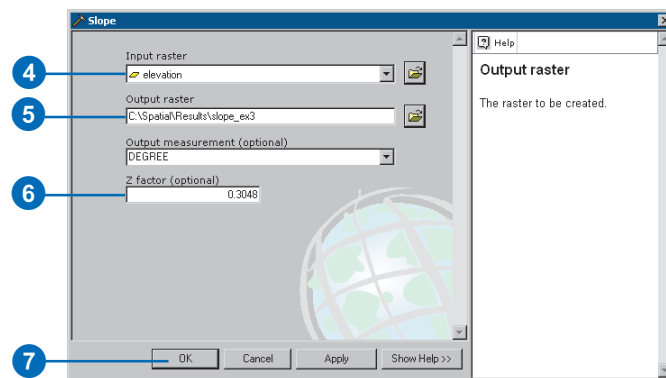 Slope
Input raster
4
elevation
Output raster
5
C:\Spatial\Results\slope_ex3
Output measurement (optional)
DEGREE
Z factor (optional)
6
0.3048
7
OK
Cancel
Apply
Show Help >>
Help
Output raster
The raster to be created.